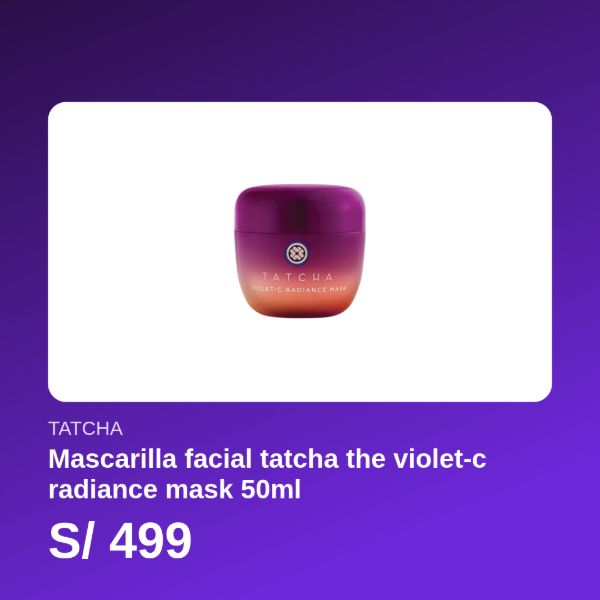 TATCHA
VIOLET-C RADIANCE MASK
TATCHA
Mascarilla facial tatcha the violet-c
radiance mask 50ml
S/ 499